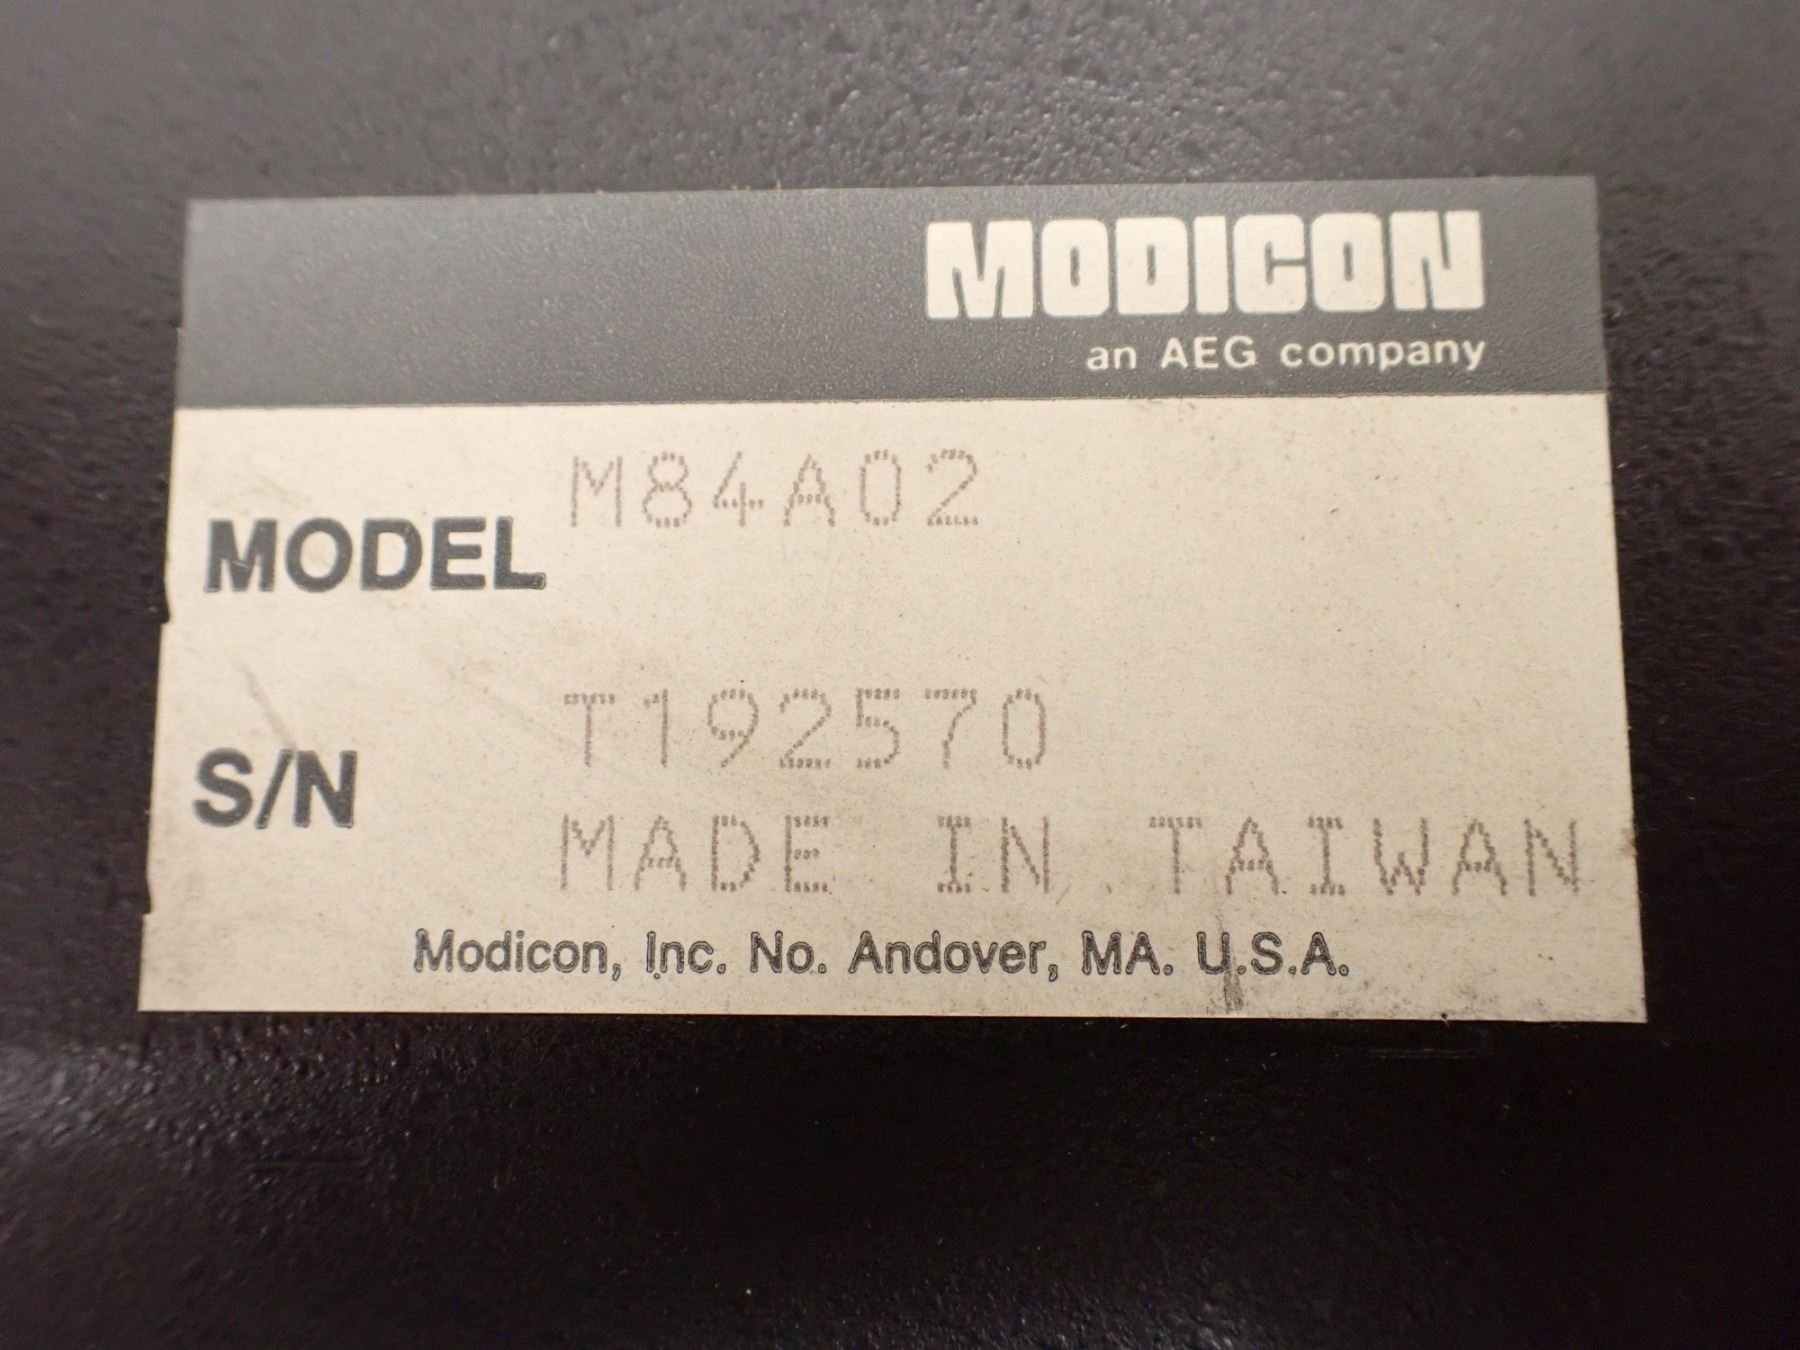 MODICON
an AEG company
MODEL M84A02
S/N T192570
MADE IN TAIWAN
Modicon, Inc. No. Andover, MA. U.S.A.